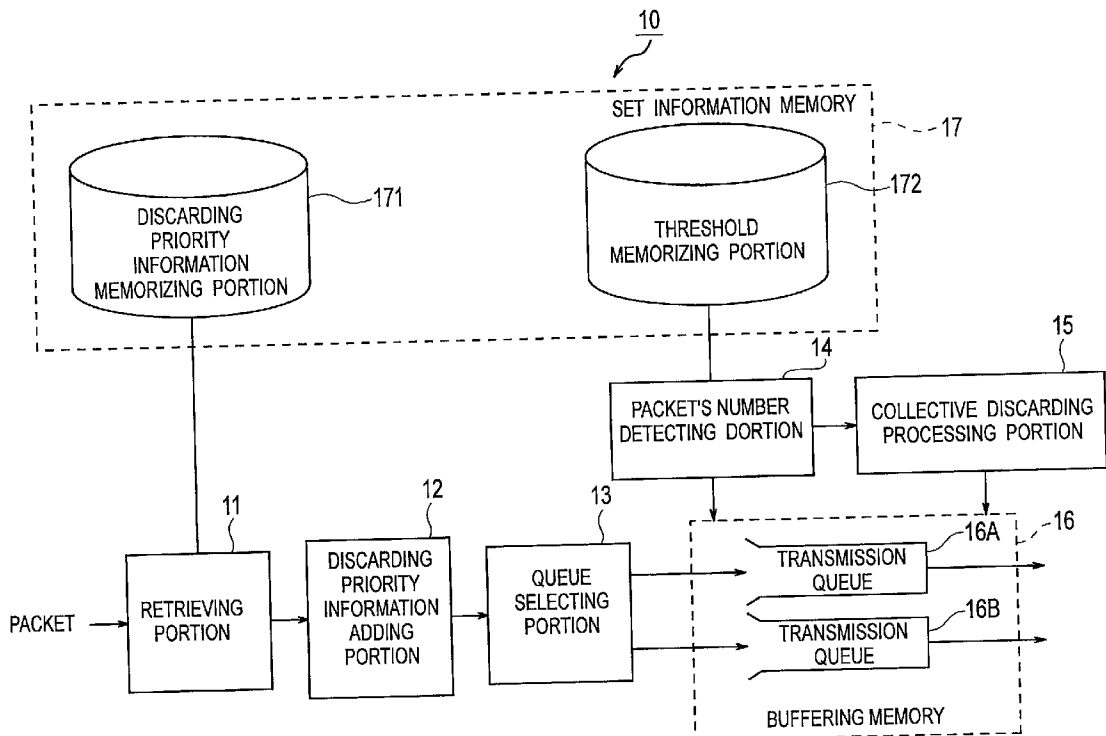 10
SET INFORMATION MEMORY
17
171
DISCARDING
PRIORITY
INFORMATION
MEMORIZING PORTION
172
THRESHOLD
MEMORIZING PORTION
14
PACKET'S NUMBER
DETECTING DORTION
15
COLLECTIVE DISCARDING
PROCESSING PORTION
PACKET
11
RETRIEVING
PORTION
12
DISCARDING
PRIORITY
INFORMATION
ADDING
PORTION
13
QUEUE
SELECTING
PORTION
16
16A
TRANSMISSION
QUEUE
16B
TRANSMISSION
QUEUE
BUFFERING MEMORY